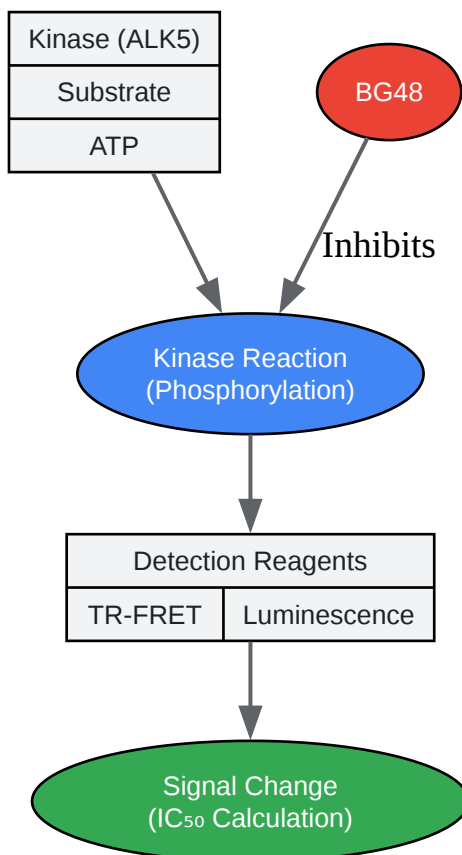 Kinase (ALK5)
Substrate
ATP
BG48
Inhibits
Kinase Reaction
(Phosphorylation)
Detection Reagents
TR-FRET
Luminescence
Signal Change
(IC₅₀ Calculation)